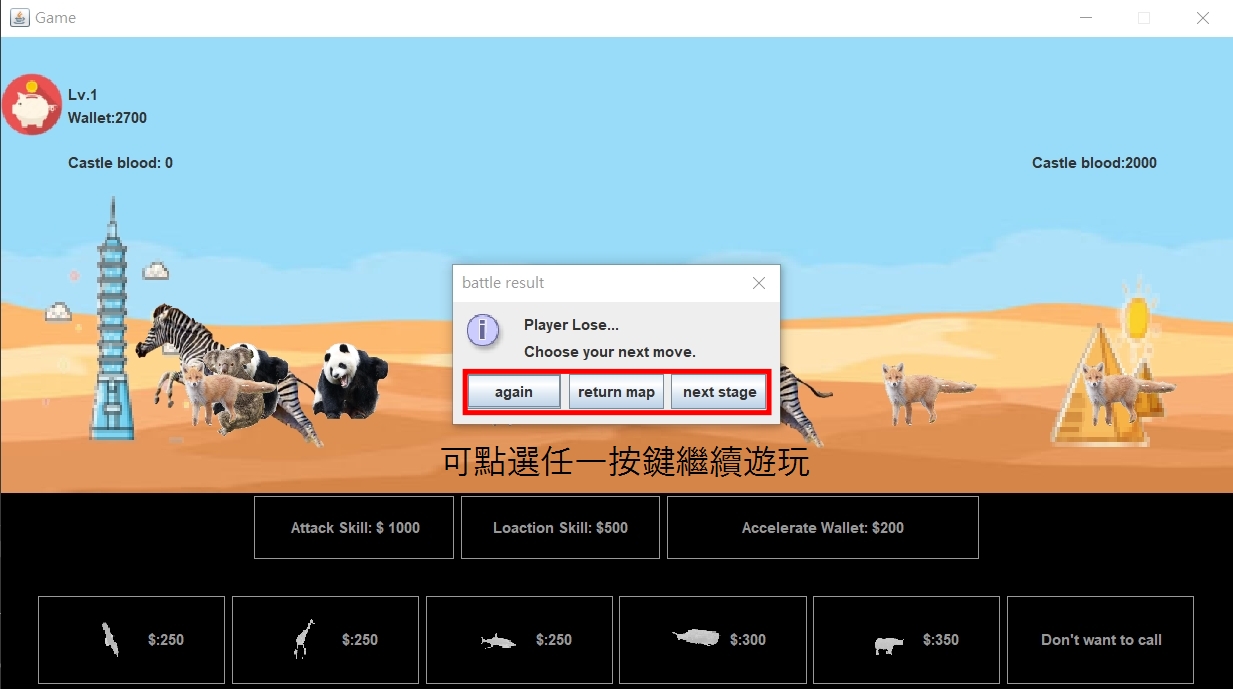 Game
Lv.1
Wallet:2700
Castle blood: 0
Castle blood:2000
battle result
Player Lose...
Choose your next move.
again
return map
next stage
可點選任一按鍵繼續遊玩
Attack Skill: $ 1000
Loaction Skill: $500
Accelerate Wallet: $200
$:250
$:250
$:250
$:300
$:350
Don't want to call